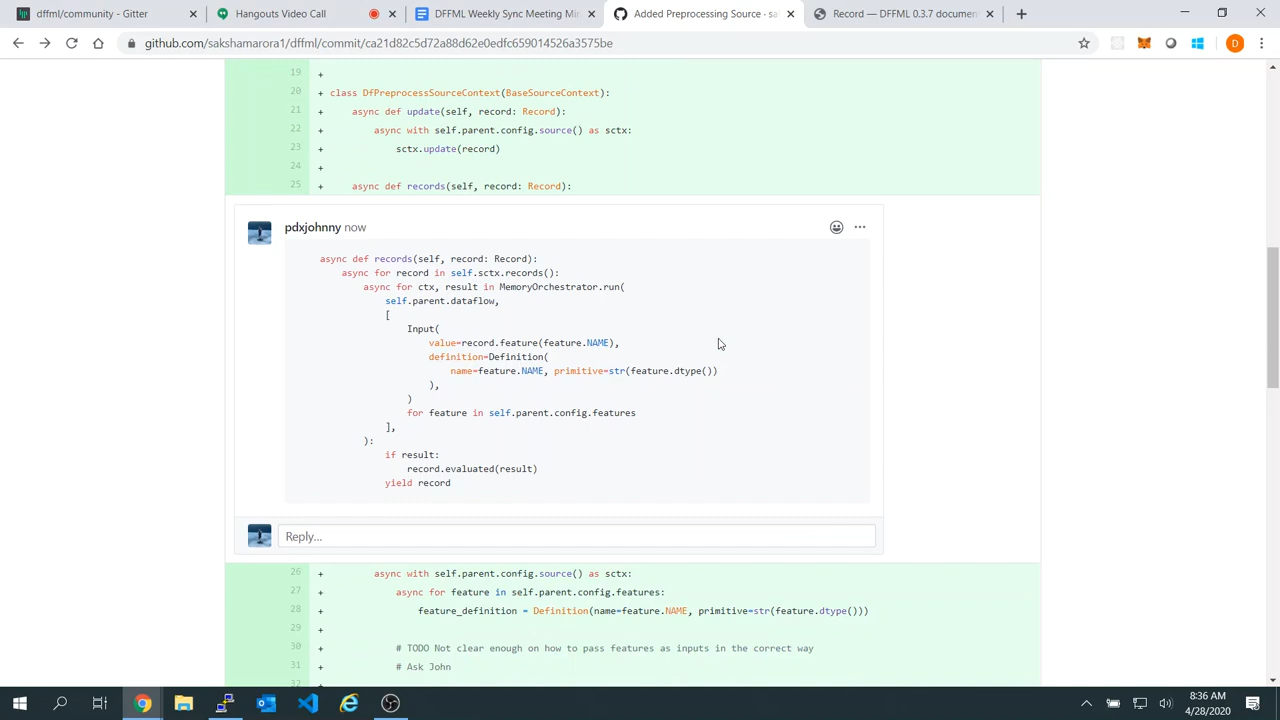 dffml/community - Gitter
Hangouts Video Call
DFFML Weekly Sync Meeting Min
Added Preprocessing Source · sa
Record — DFFML 0.3.7 documen
github.com/sakshamarora1/dffml/commit/ca21d82c5d72a88d62e0edfc659014526a3575be
D
19 +
20 + class DfPreprocessSourceContext(BaseSourceContext):
21 + async def update(self, record: Record):
22 + async with self.parent.config.source() as sctx:
23 + sctx.update(record)
24 +
25 + async def records(self, record: Record):
pdxjohnny now
async def records(self, record: Record):
async for record in self.sctx.records():
async for ctx, result in MemoryOrchestrator.run(
self.parent.dataflow,
[
Input(
value=record.feature(feature.NAME),
definition=Definition(
name=feature.NAME, primitive=str(feature.dtype())
),
)
for feature in self.parent.config.features
],
):
if result:
record.evaluated(result)
yield record
Reply...
26 + async with self.parent.config.source() as sctx:
27 + async for feature in self.parent.config.features:
28 + feature_definition = Definition(name=feature.NAME, primitive=str(feature.dtype()))
29 +
30 + # TODO Not clear enough on how to pass features as inputs in the correct way
31 + # Ask John
32 +
8:36 AM
4/28/2020